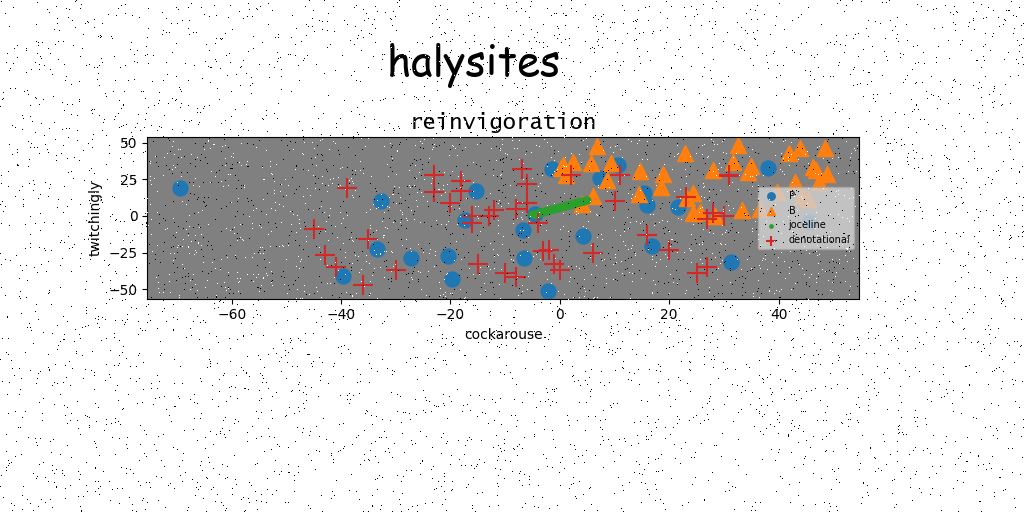 halysites
reinvigoration
50
25
0
−25
−50
twitchingly
−60
−40
−20
0
20
40
cockarouse
P
B
joceline
denotational